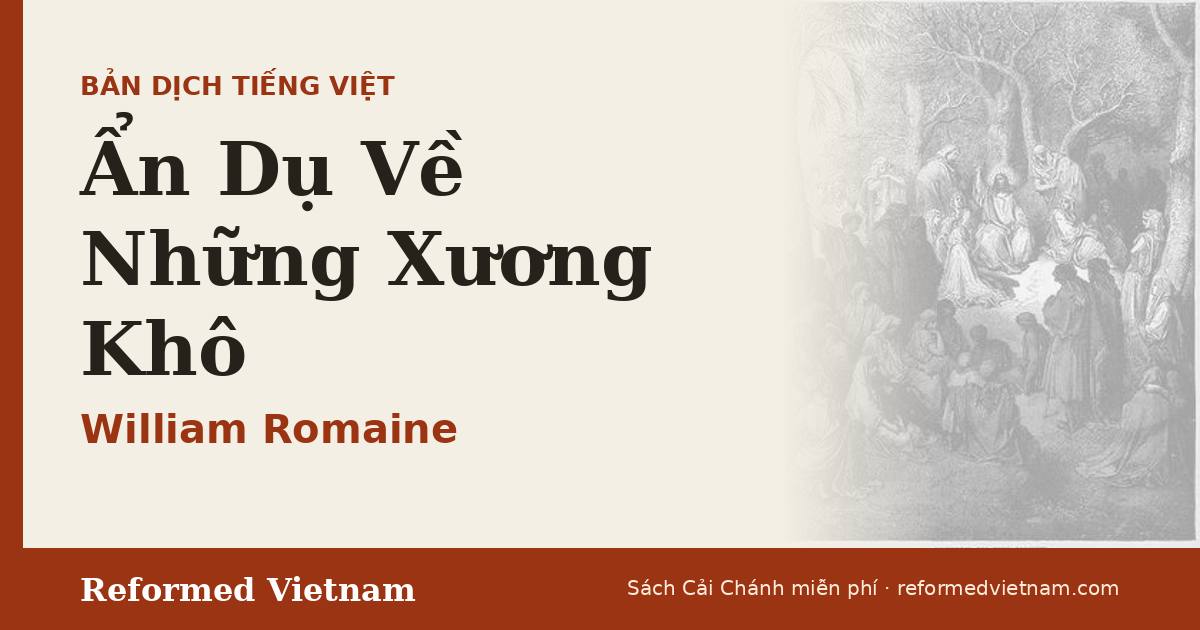 BẢN DỊCH TIẾNG VIỆT
Ẩn Dụ Về
Những Xương
Khô
William Romaine
Reformed Vietnam
Sách Cải Chánh miễn phí · reformedvietnam.com